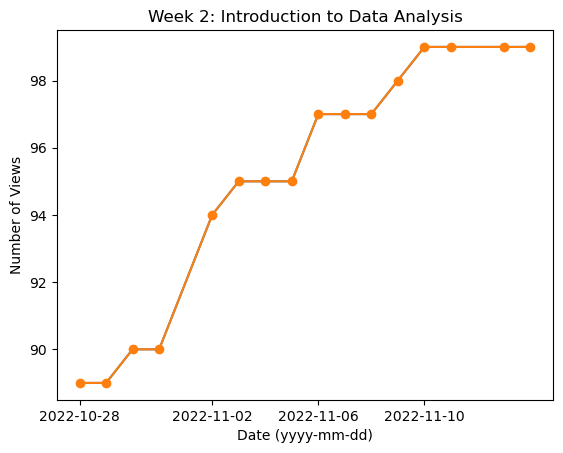 Week 2: Introduction to Data Analysis
Number of Views
98
96
94
92
90
2022-10-28 2022-11-02 2022-11-06 2022-11-10
Date (yyyy-mm-dd)